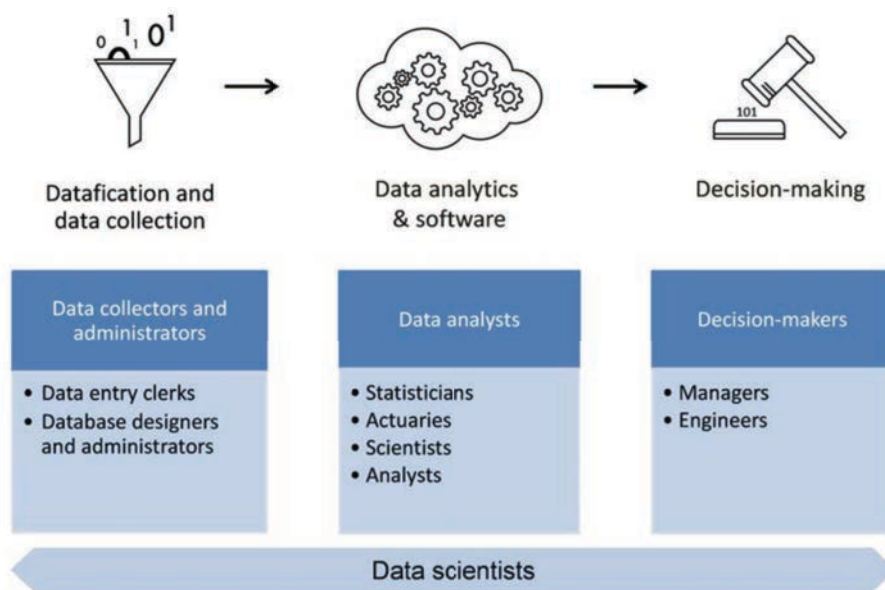 0 1 1 0 1
101
Datafication and
data collection
Data analytics
& software
Decision-making
Data collectors and
administrators
• Data entry clerks
• Database designers
and administrators
Data analysts
• Statisticians
• Actuaries
• Scientists
• Analysts
Decision-makers
• Managers
• Engineers
Data scientists